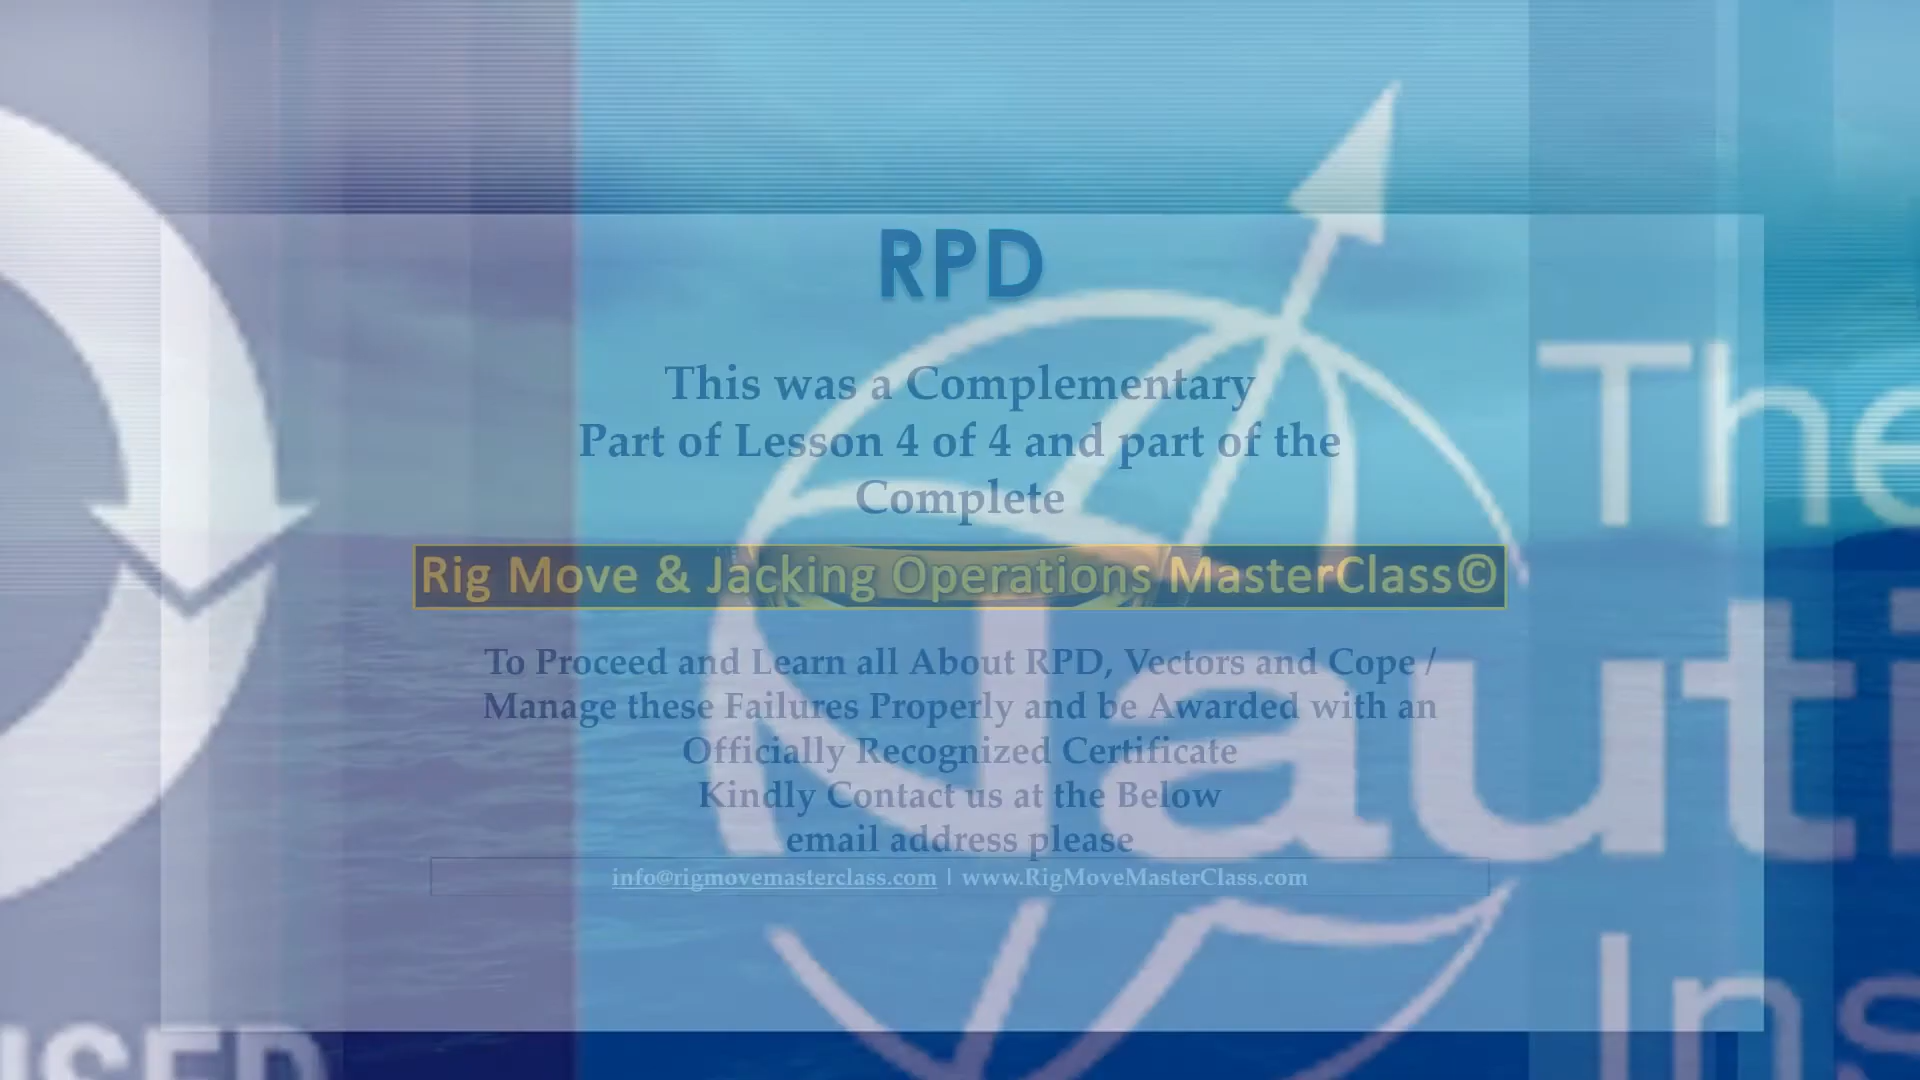 RPD
This was a Complementary
Part of Lesson 4 of 4 and part of the
Complete
Rig Move & Jacking Operations MasterClass©
To Proceed and Learn all About RPD, Vectors and Cope /
Manage these Failures Properly and be Awarded with an
Officially Recognized Certificate
Kindly Contact us at the Below
email address please
info@rigmovemasterclass.com | www.RigMoveMasterClass.com
The
Nauti
Ins